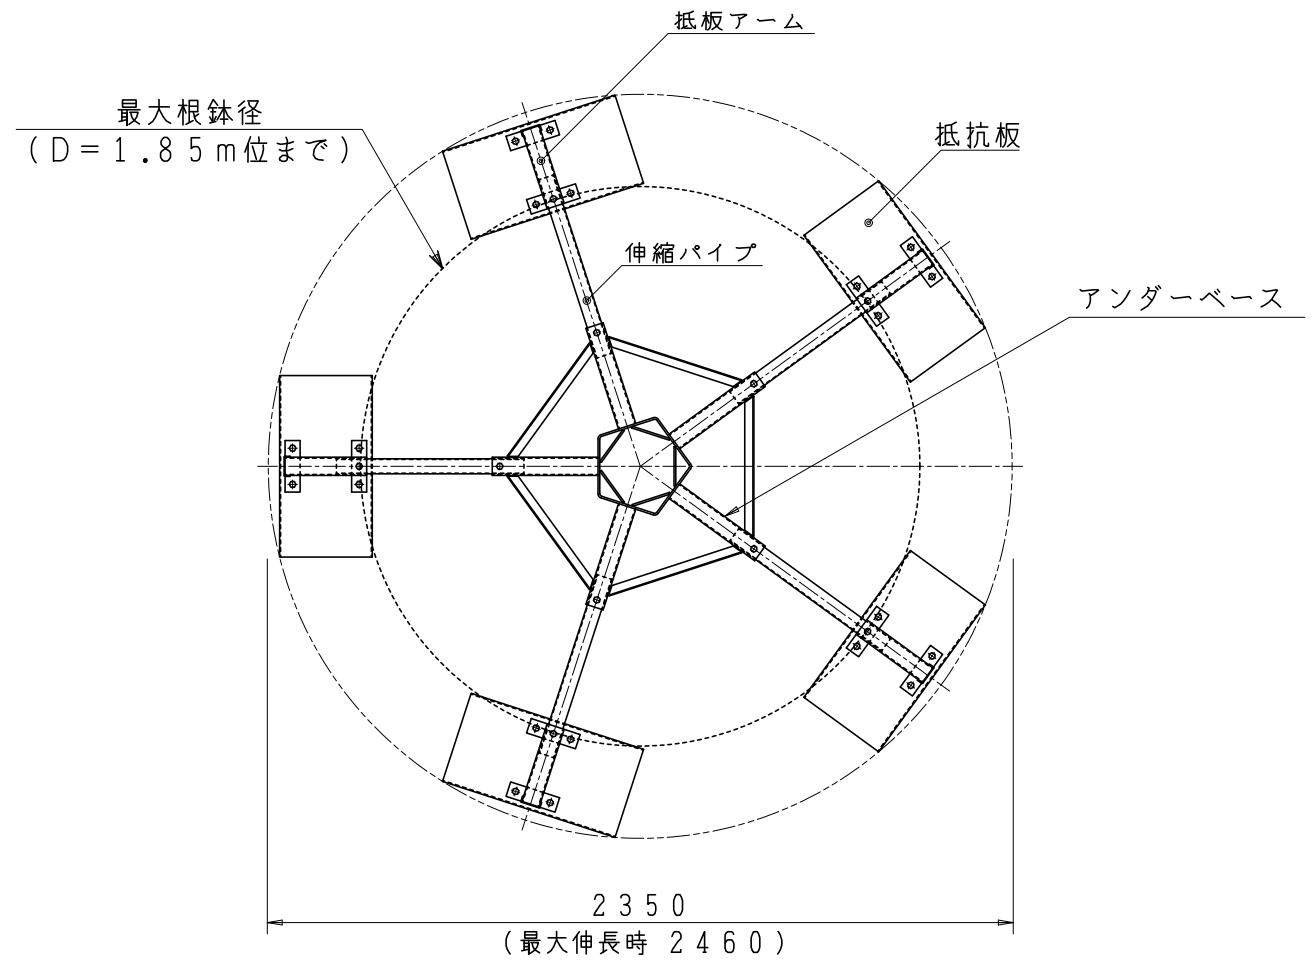 抵板アーム
最大根鉢径
(D=1.85m位まで)
抵抗板
伸縮パイプ
アンダーベース
2350
(最大伸長時 2460)